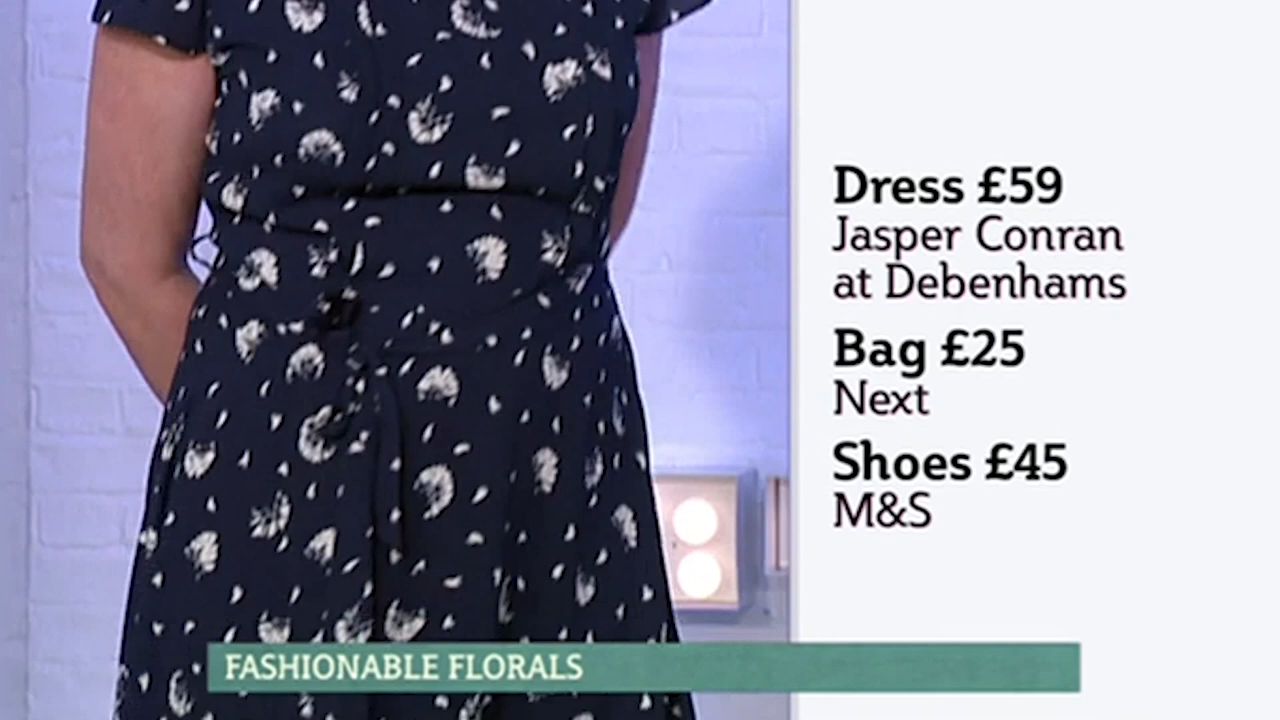 Dress £59
Jasper Conran
at Debenhams
Bag £25
Next
Shoes £45
M&S
FASHIONABLE FLORALS